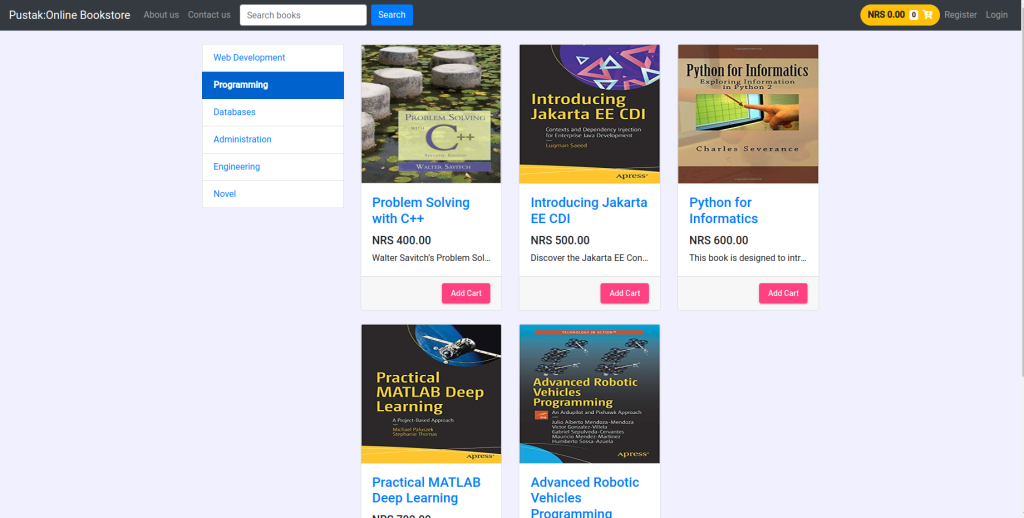 Pustak:Online Bookstore
About us
Contact us
Search books
Search
NRS 0.00 0
Register
Login
Web Development
Programming
Databases
Administration
Engineering
Novel
PROBLEM SOLVING
WITH C++
WALTER SAVITCH
Problem Solving
with C++
NRS 400.00
Walter Savitch's Problem Sol...
Add Cart
Introducing
Jakarta EE CDI
Contexts and Dependency Injection
for Enterprise Java Development
Luqman Saeed
Apress®
Introducing Jakarta
EE CDI
NRS 500.00
Discover the Jakarta EE Con...
Add Cart
Python for Informatics
Exploring Information
in Python 2
Charles Severance
Python for
Informatics
NRS 600.00
This book is designed to intr...
Add Cart
Practical
MATLAB Deep
Learning
A Project-Based Approach
Michael Paluszek
Stephanie Thomas
Apress®
Practical MATLAB
Deep Learning
NRS 700.00
TECHNOLOGY IN ACTION™
Advanced Robotic
Vehicles
Programming
An Ardupilot and Pixhawk Approach
Julio Alberto Mendoza-Mendoza
Victor Gonzalez-Villela
Gabriel Sepulveda-Cervantes
Mauricio Mendez-Martinez
Humberto Sossa-Azuela
Apress®
Advanced Robotic
Vehicles
Programming